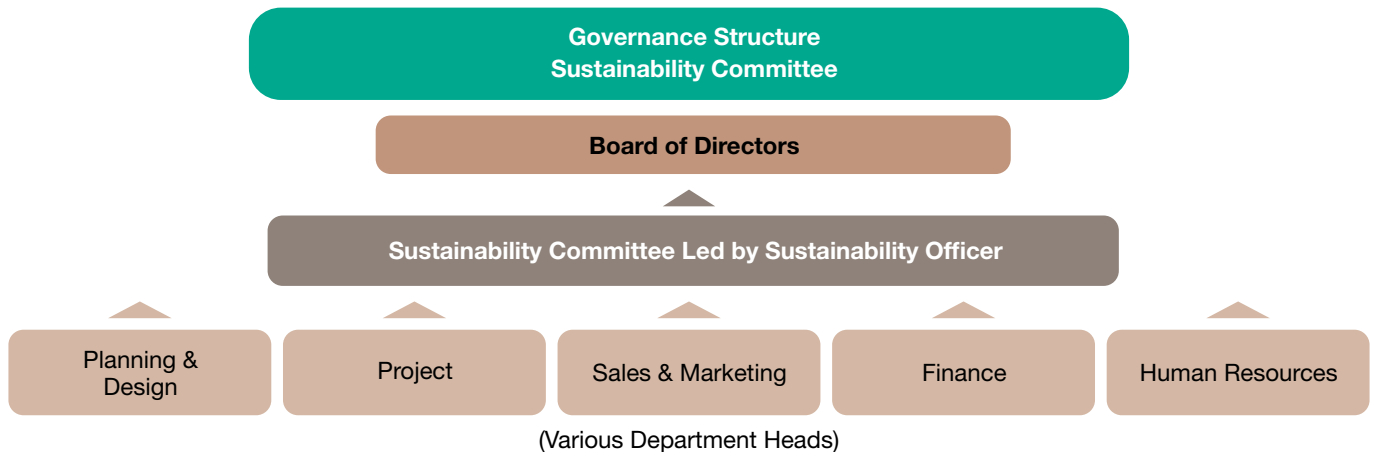 Governance Structure
Sustainability Committee
Board of Directors
Sustainability Committee Led by Sustainability Officer
Planning &
Design
Project
Sales & Marketing
Finance
Human Resources
(Various Department Heads)